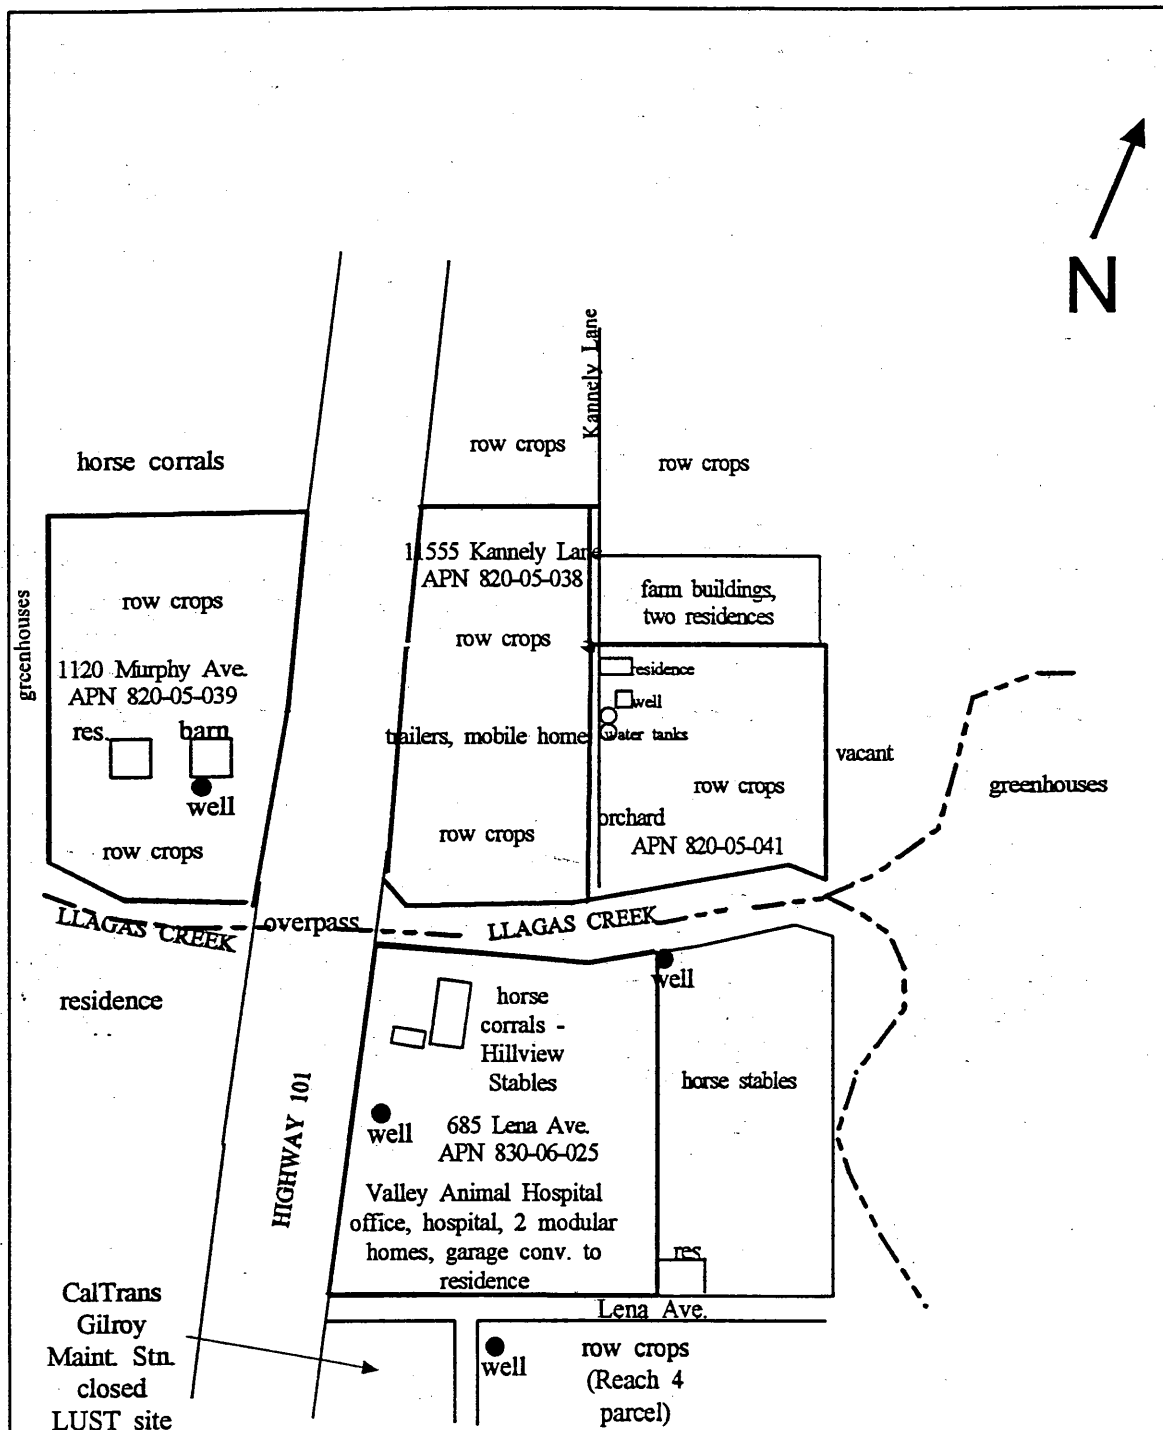 N
Kannely Lane
row crops
row crops
horse corrals
11555 Kannely Lane
APN 820-05-038
row crops
farm buildings,
two residences
row crops
greenhouses
1120 Murphy Ave.
APN 820-05-039
res.
barn
well
row crops
trailers, mobile home
row crops
residence
well
water tanks
row crops
orchard
APN 820-05-041
vacant
greenhouses
LLAGAS CREEK
overpass
LLAGAS CREEK
residence
well
horse
corrals -
Hillview
Stables
horse stables
HIGHWAY 101
well
685 Lena Ave.
APN 830-06-025
Valley Animal Hospital
office, hospital, 2 modular
homes, garage conv. to
residence
res.
Lena Ave.
CalTrans
Gilroy
Maint. Stn.
closed
LUST site
well
row crops
(Reach 4
parcel)